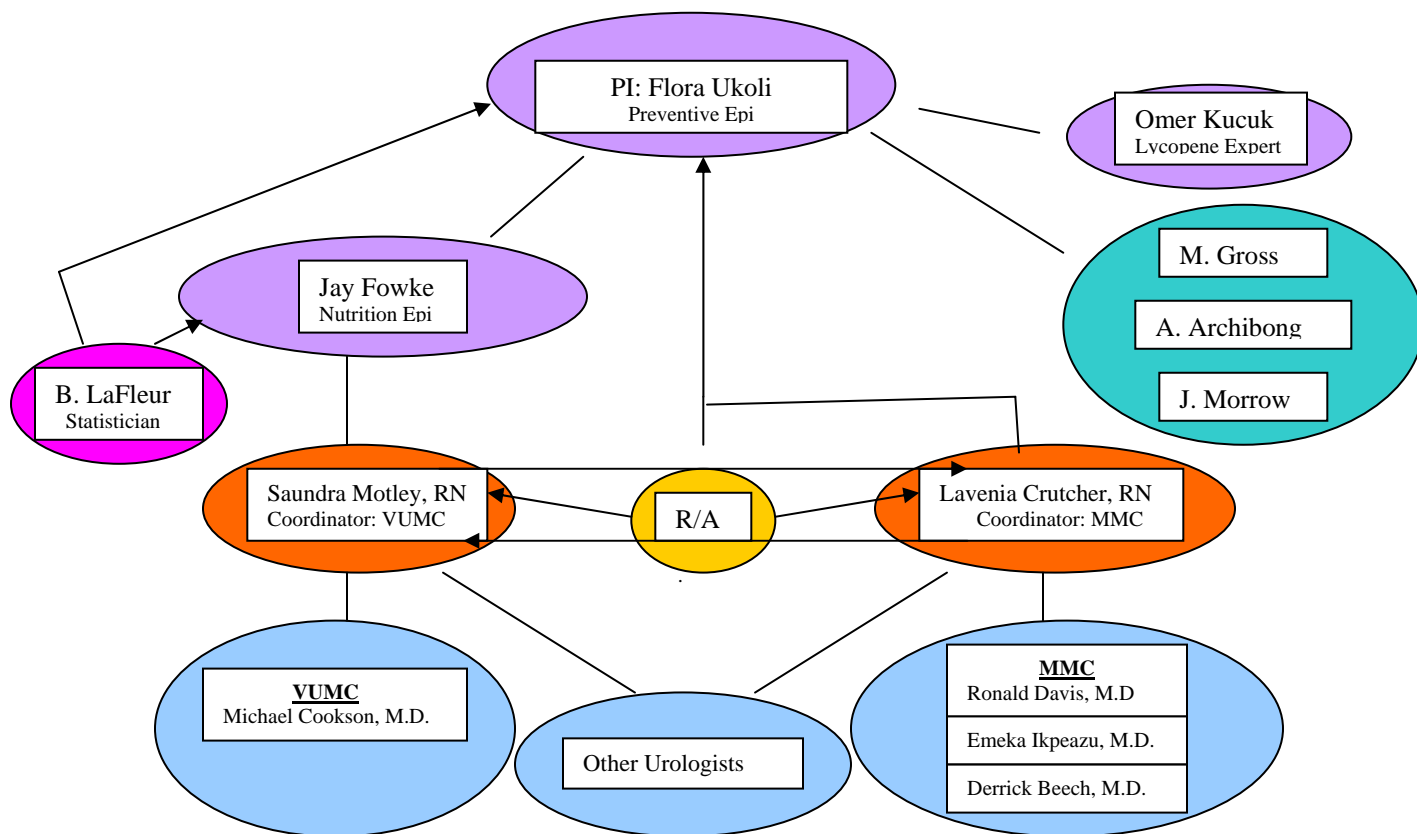 PI: Flora Ukoli
Preventive Epi
Omer Kucuk
Lycopene Expert
M. Gross
A. Archibong
J. Morrow
Jay Fowke
Nutrition Epi
B. LaFleur
Statistician
Saundra Motley, RN
Coordinator: VUMC
R/A
Lavenia Crutcher, RN
Coordinator: MMC
VUMC
Michael Cookson, M.D.
Other Urologists
MMC
Ronald Davis, M.D
Emeka Ikpeazu, M.D.
Derrick Beech, M.D.